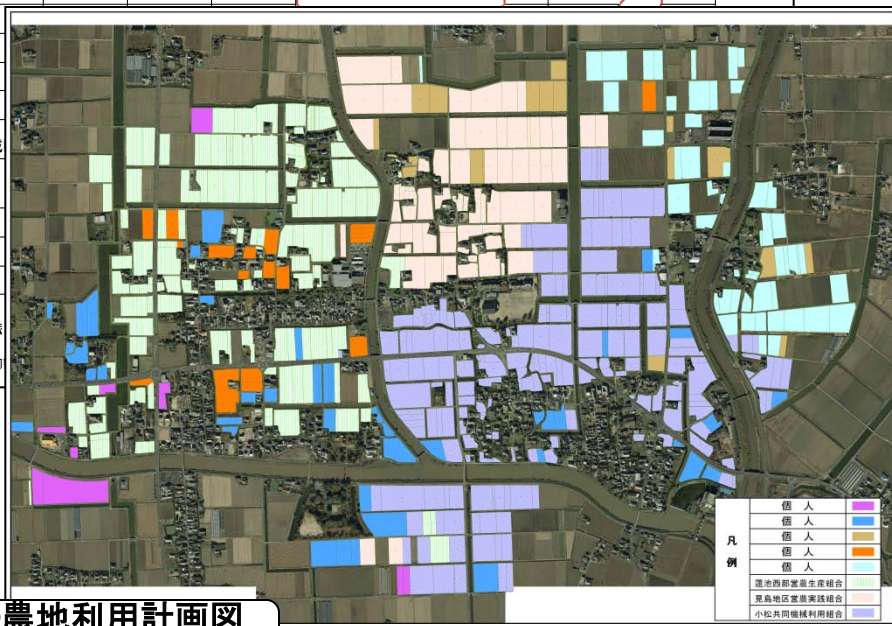 凡例
個 人
個 人
個 人
個 人
個 人
蓮池西部営農生産組合
見島地区営農実践組合
小松共同機械利用組合
農地利用計画図